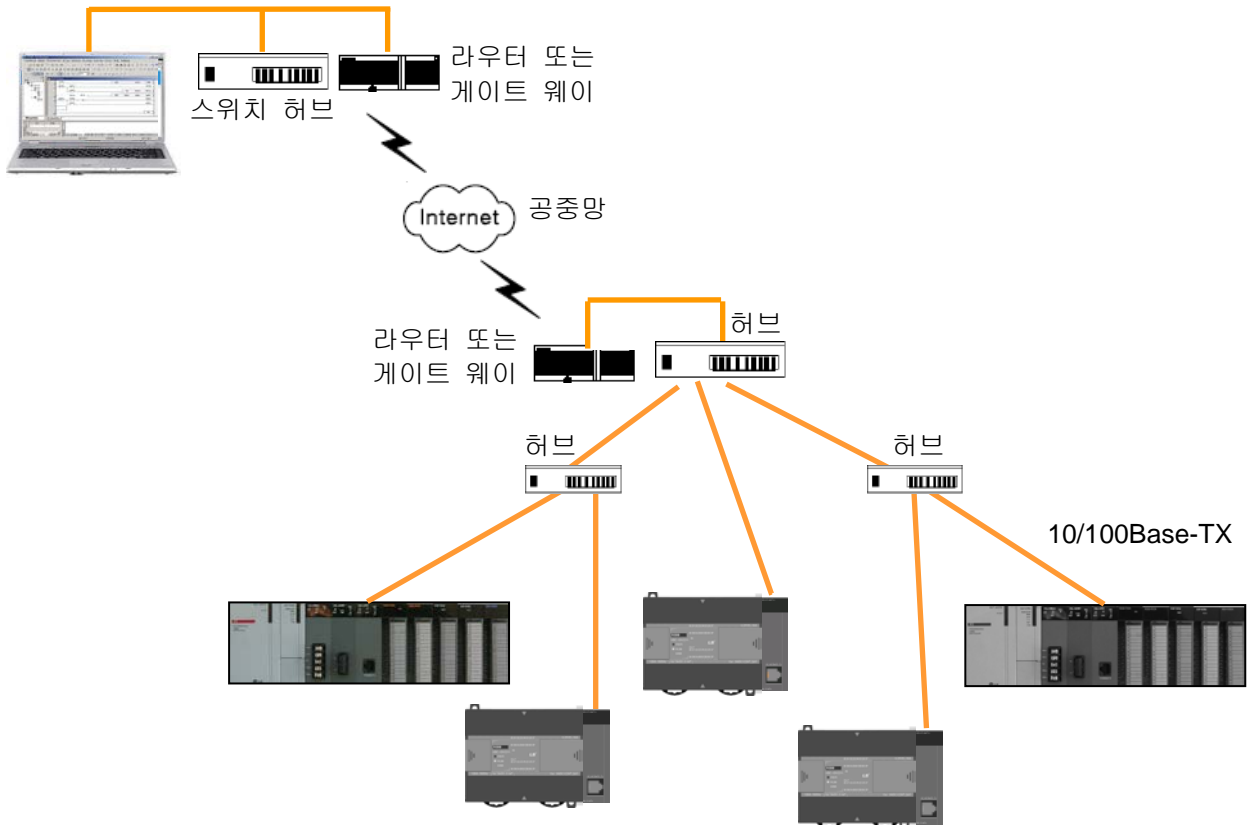 라우터 또는
게이트 웨이
스위치 허브
Internet
공중망
라우터 또는
게이트 웨이
허브
허브
허브
10/100Base-TX